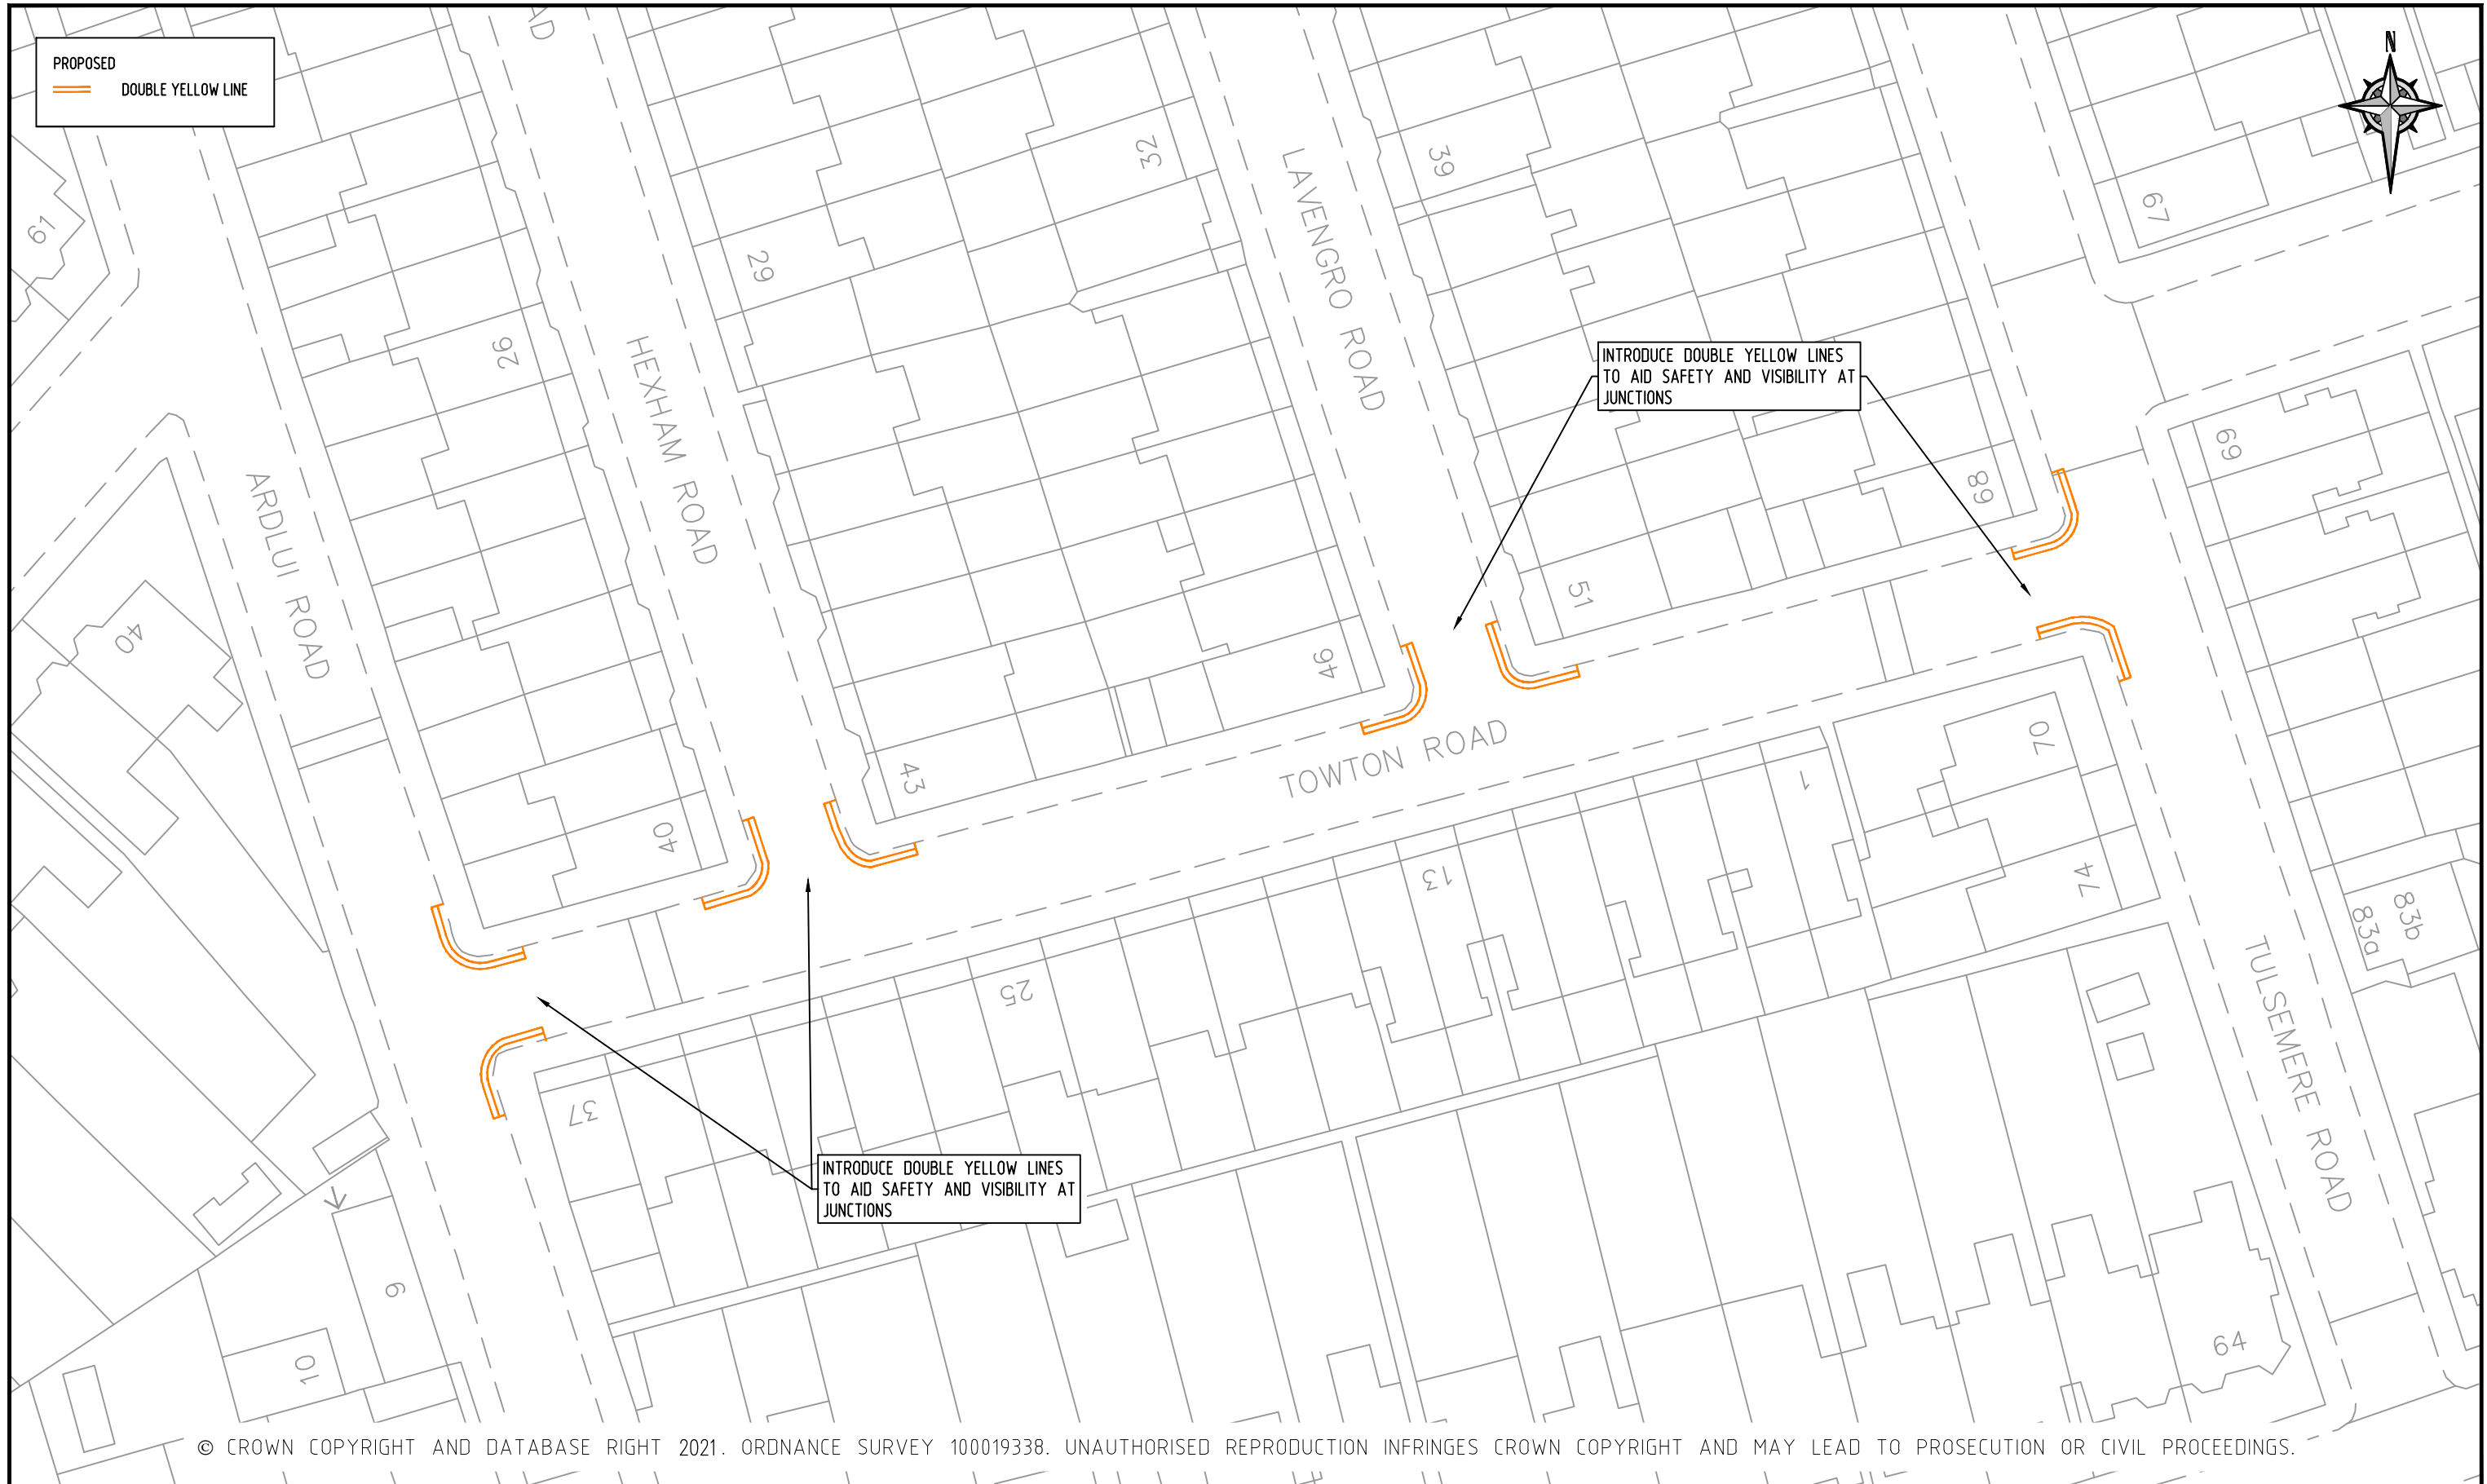 PROPOSED
DOUBLE YELLOW LINE
N
AD
61
32
39
67
LAVENGRO ROAD
29
26
HEXHAM ROAD
INTRODUCE DOUBLE YELLOW LINES
TO AID SAFETY AND VISIBILITY AT
JUNCTIONS
69
68
ARDLUI ROAD
40
51
46
TOWTON ROAD
70
43
1
40
13
74
83a
83b
25
TULSEMERE ROAD
37
INTRODUCE DOUBLE YELLOW LINES
TO AID SAFETY AND VISIBILITY AT
JUNCTIONS
64
10
© CROWN COPYRIGHT AND DATABASE RIGHT 2021. ORDNANCE SURVEY 100019338. UNAUTHORISED REPRODUCTION INFRINGES CROWN COPYRIGHT AND MAY LEAD TO PROSECUTION OR CIVIL PROCEEDINGS.